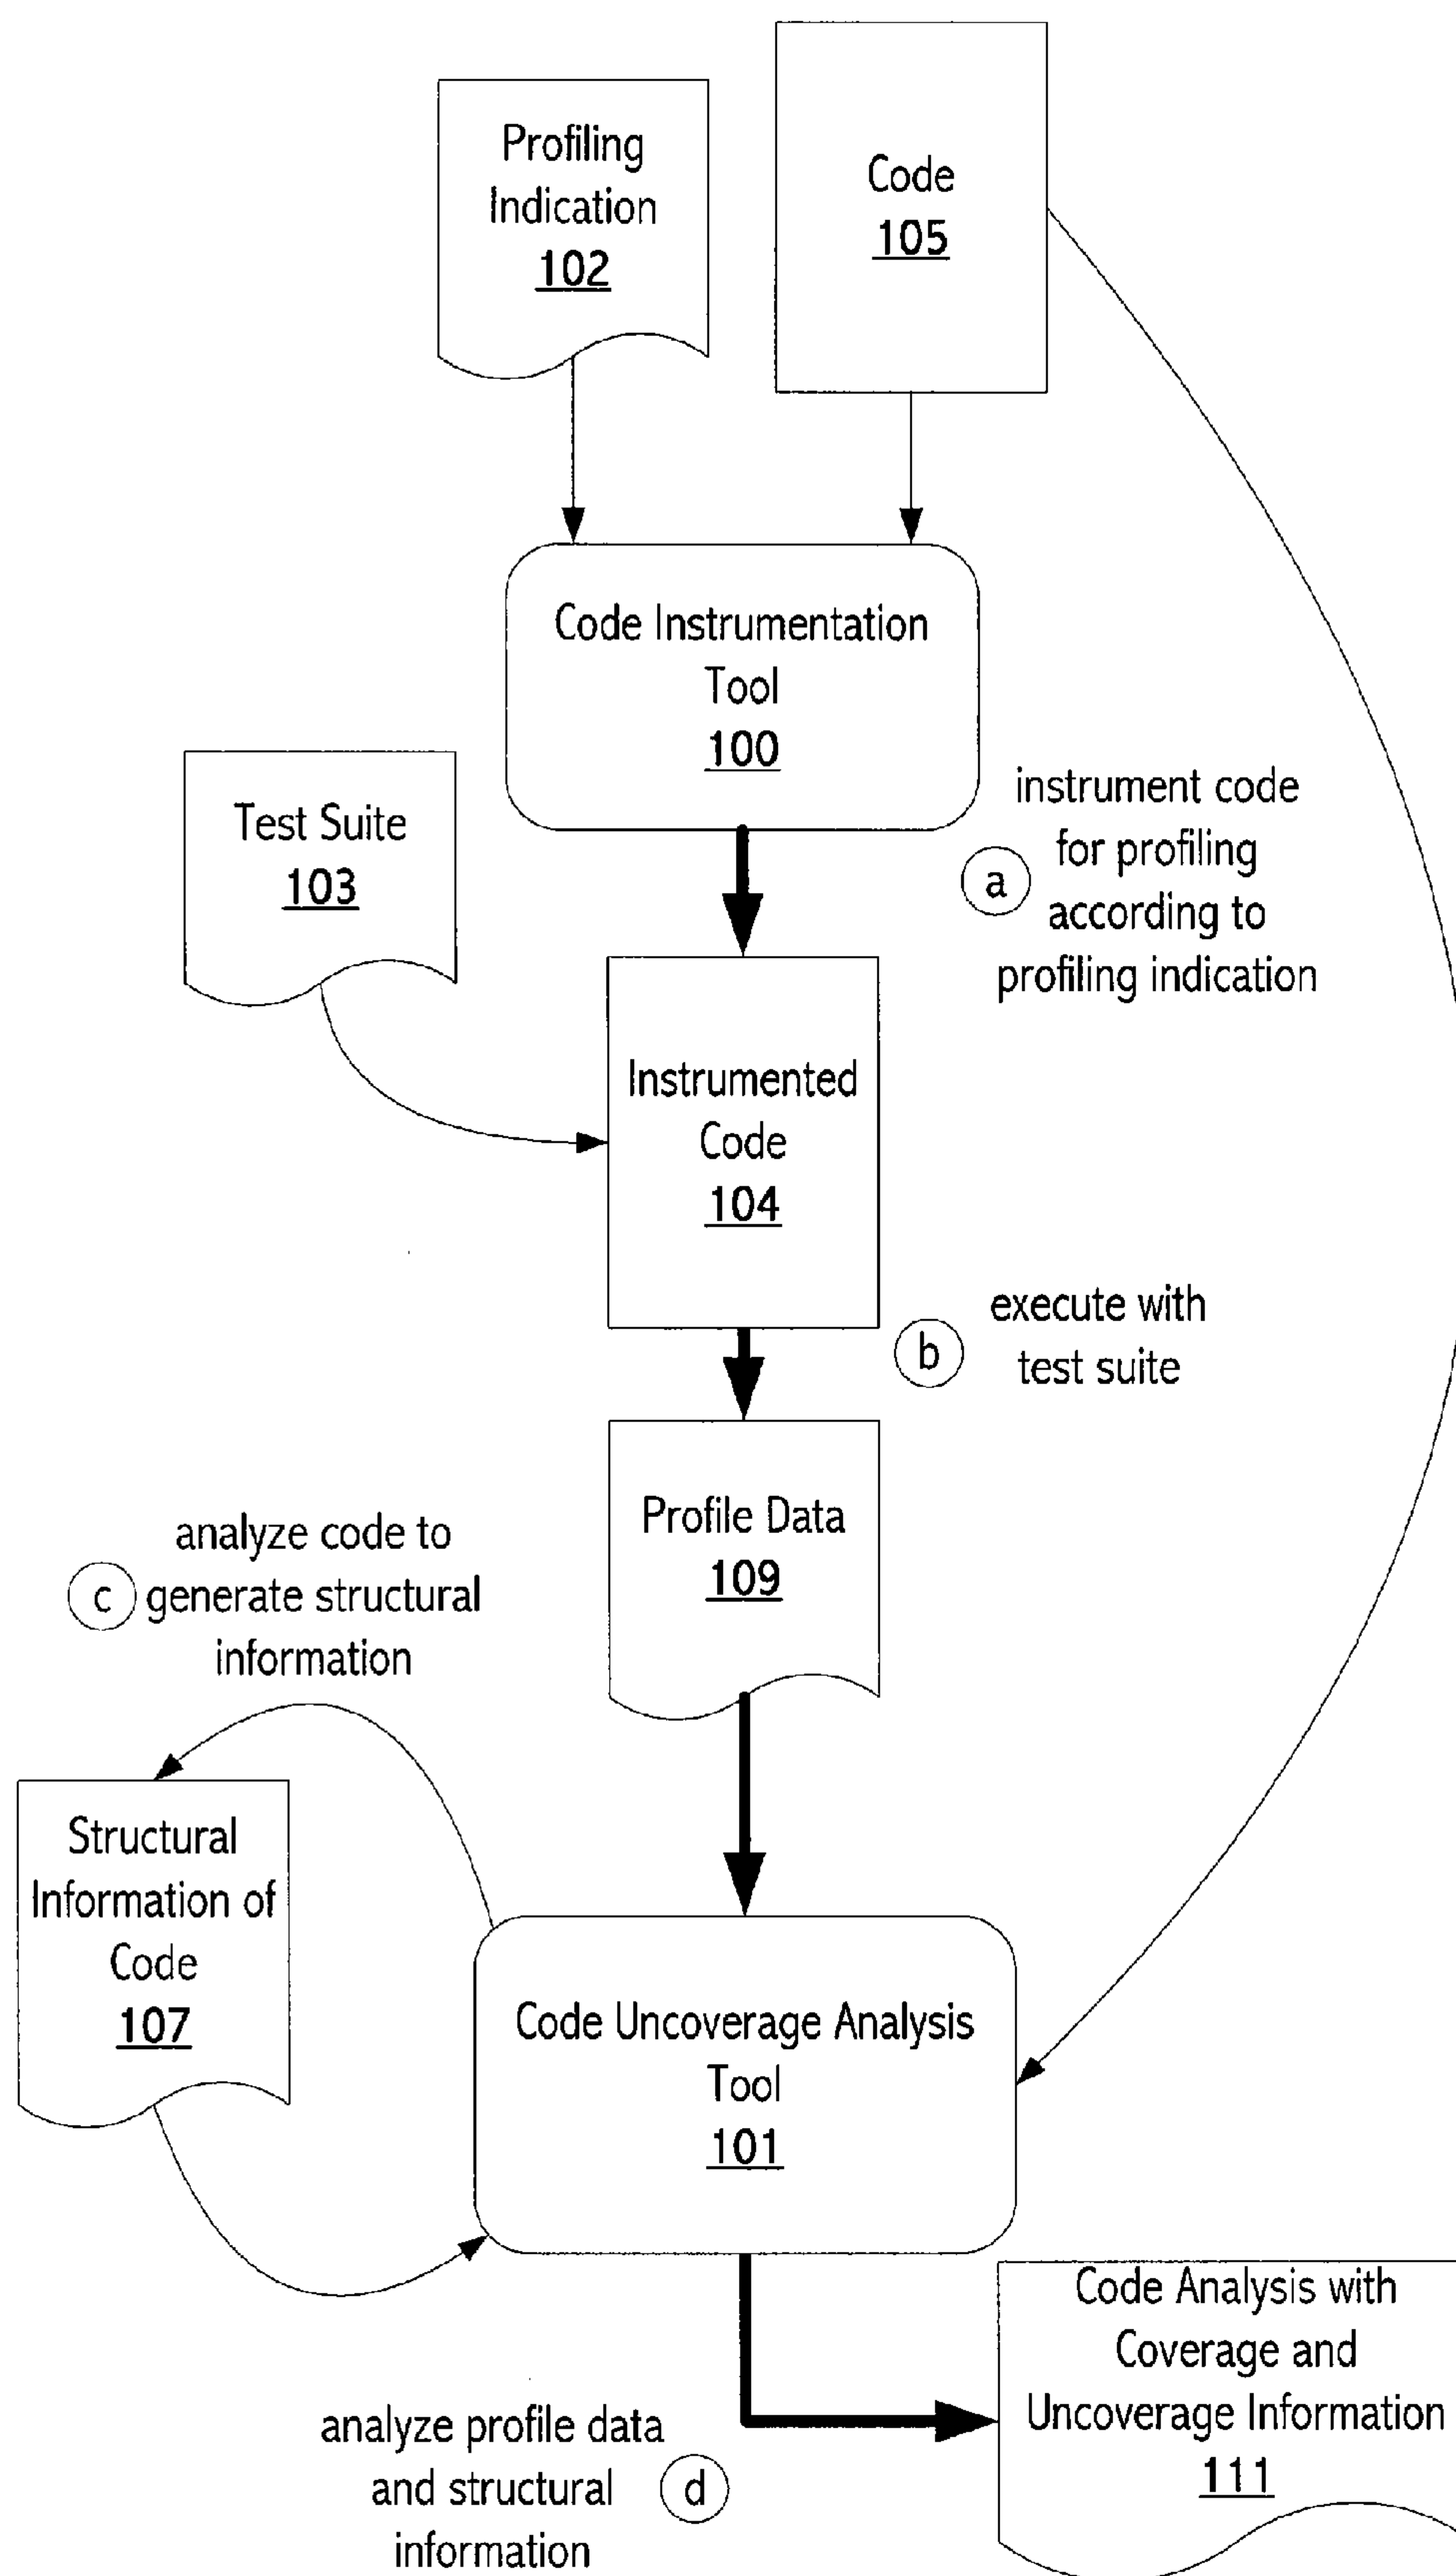 Profiling
Indication
102
Code
105
Code Instrumentation
Tool
100
instrument code
for profiling
a
according to
profiling indication
Test Suite
103
Instrumented
Code
104
execute with
b
test suite
Profile Data
109
analyze code to
c generate structural
information
Structural
Information of
Code
107
Code Uncoverage Analysis
Tool
101
Code Analysis with
Coverage and
Uncoverage Information
111
analyze profile data
and structural d
information